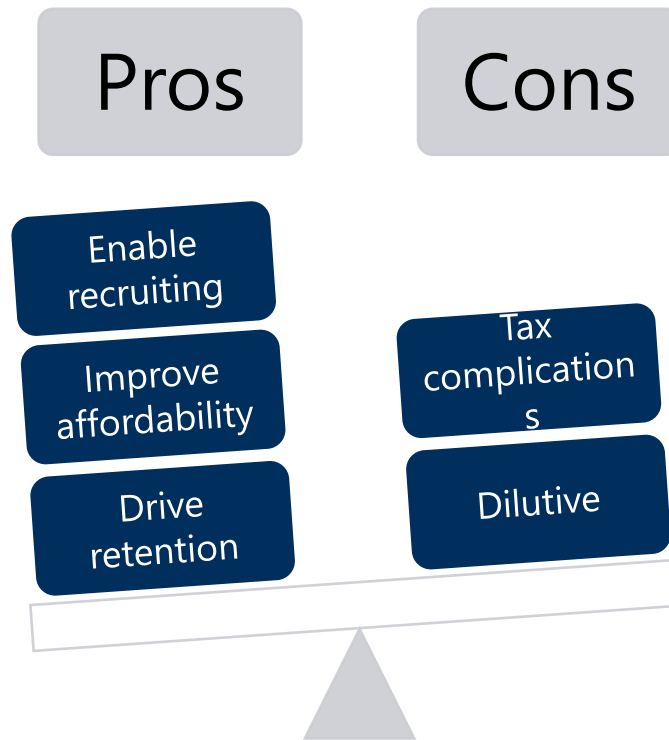 Pros
Cons
Enable
recruiting
Improve
affordability
Drive
retention
Tax
complication
s
Dilutive